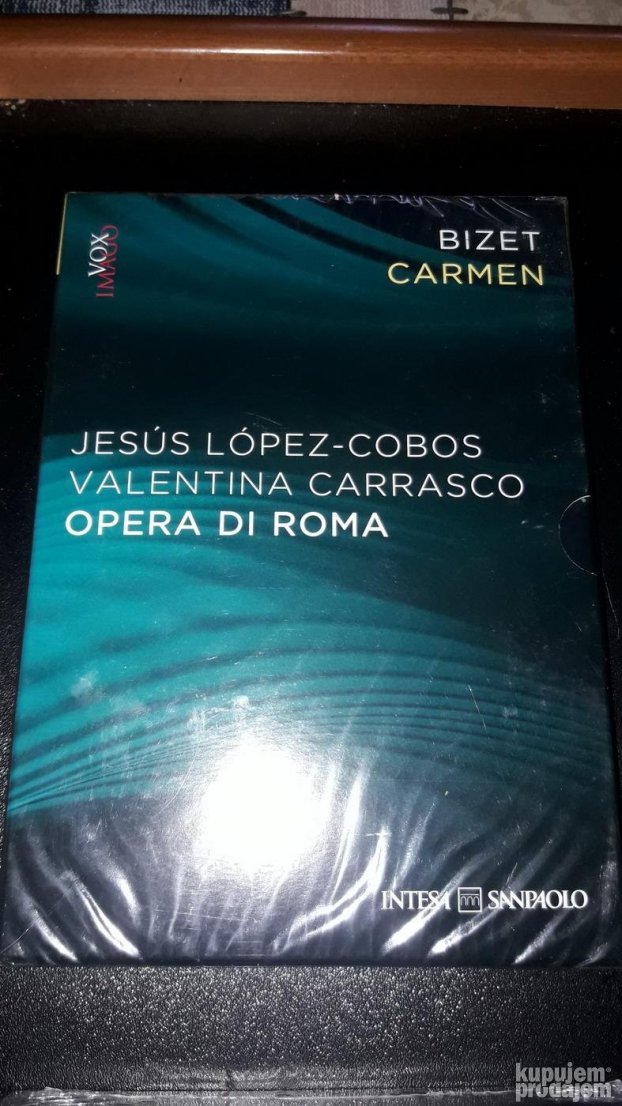 VOX
IMAGO
BIZET
CARMEN
JESÚS LÓPEZ-COBOS
VALENTINA CARRASCO
OPERA DI ROMA
INTESA SANPAOLO
kupujem
prodajem